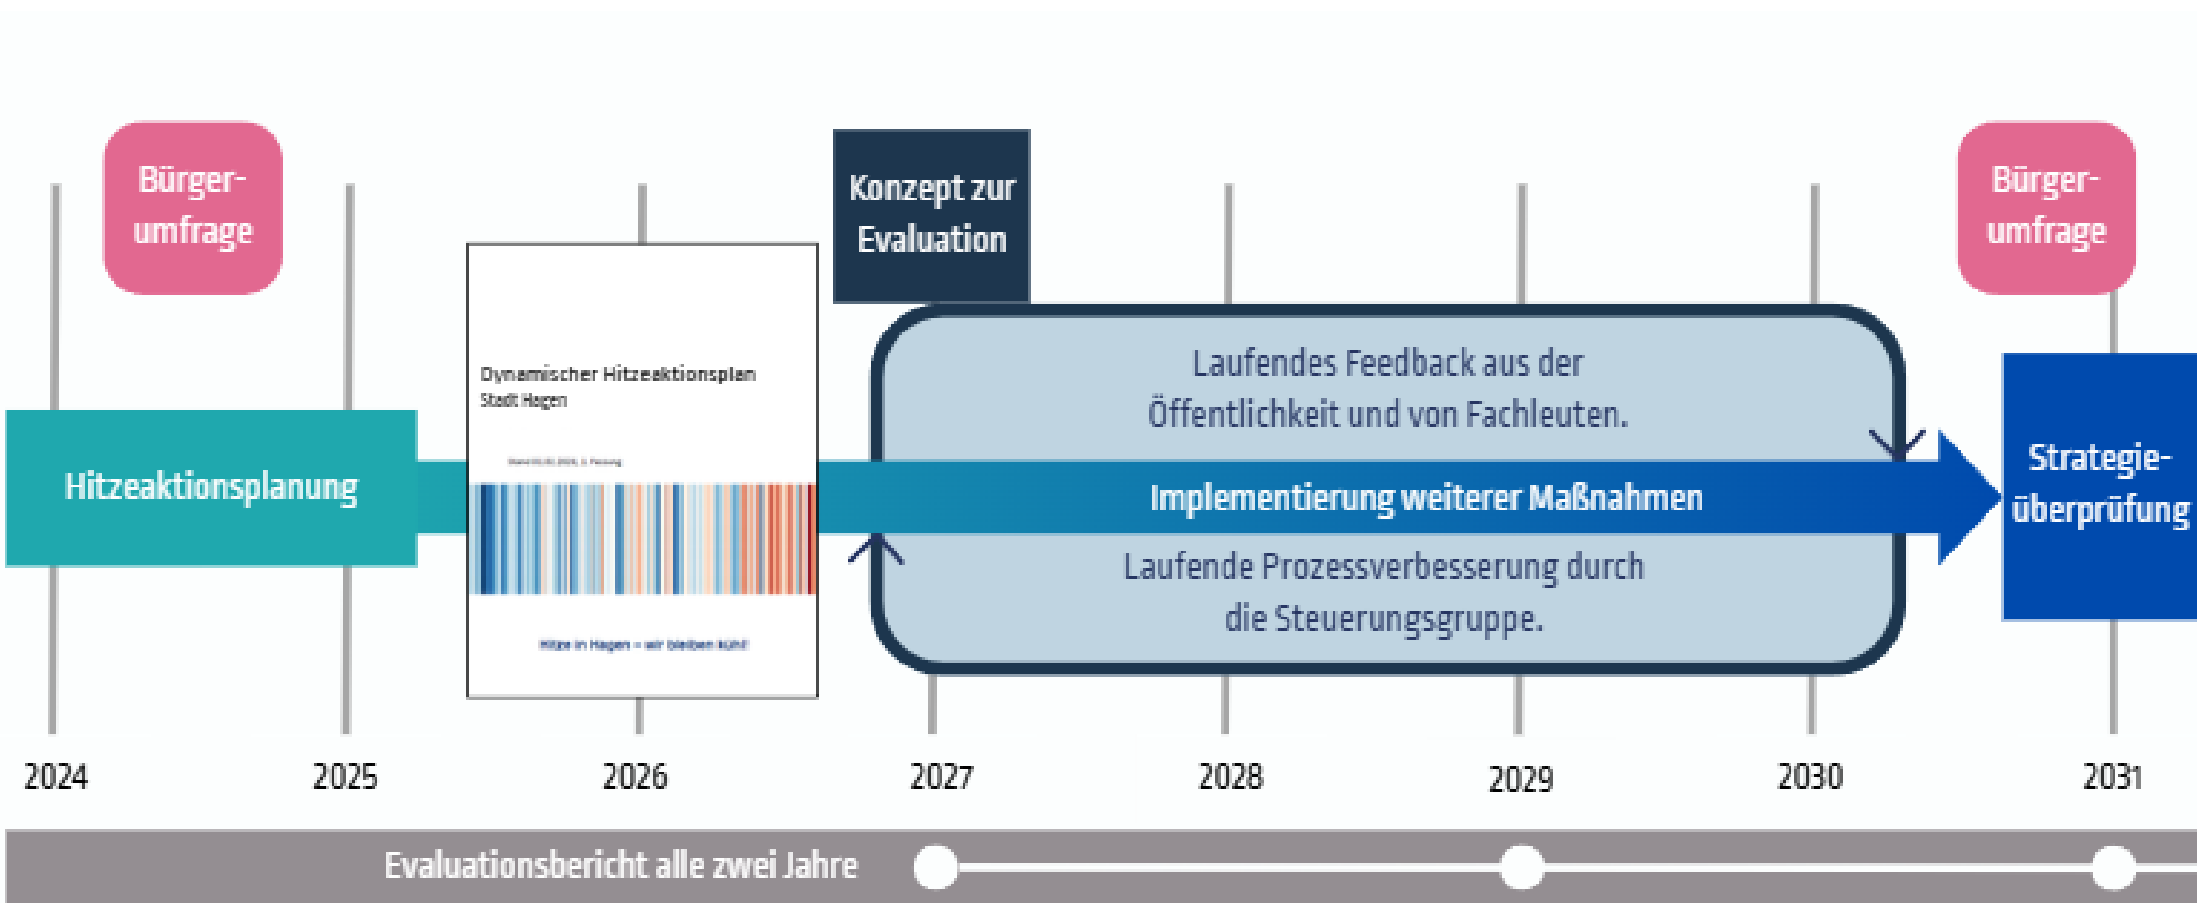 Bürger-
umfrage
Konzept zur
Evaluation
Bürger-
umfrage
Dynamischer Hitzeaktionsplan
Stadt Hagen
Hitze in Hagen – wir bleiben kühl!
Hitzeaktionsplanung
Laufendes Feedback aus der
Öffentlichkeit und von Fachleuten.
Implementierung weiterer Maßnahmen
Laufende Prozessverbesserung durch
die Steuerungsgruppe.
Strategie-
überprüfung
2024 2025 2026 2027 2028 2029 2030 2031
Evaluationsbericht alle zwei Jahre